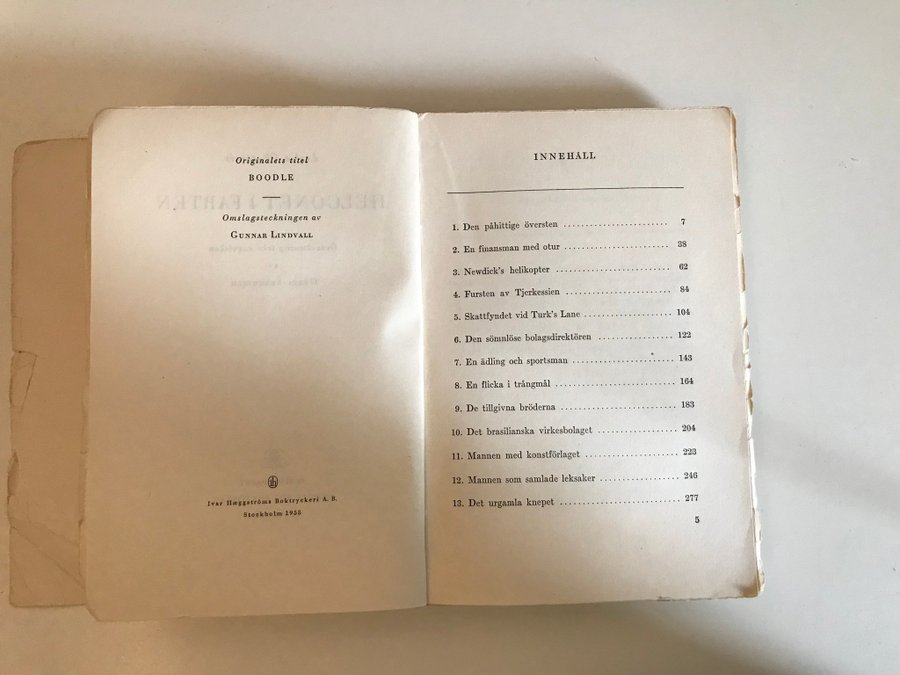 Originalets titel
BOODLE
Omslagsteckningen av
GUNNAR LINDVALL
Ivar Hæggströms Boktryckeri A. B.
Stockholm 1958
INNEHÅLL
1. Den påhittige översten 7
2. En finansman med otur 38
3. Newdick's helikopter 62
4. Fursten av Tjerkessien 84
5. Skattfyndet vid Turk's Lane 104
6. Den sömnlöse bolagsdirektören 122
7. En ädling och sportsman 143
8. En flicka i trångmål 164
9. De tillgivna bröderna 183
10. Det brasilianska virkesbolaget 204
11. Mannen med konstförlaget 223
12. Mannen som samlade leksaker 246
13. Det urgamla knepet 277
5